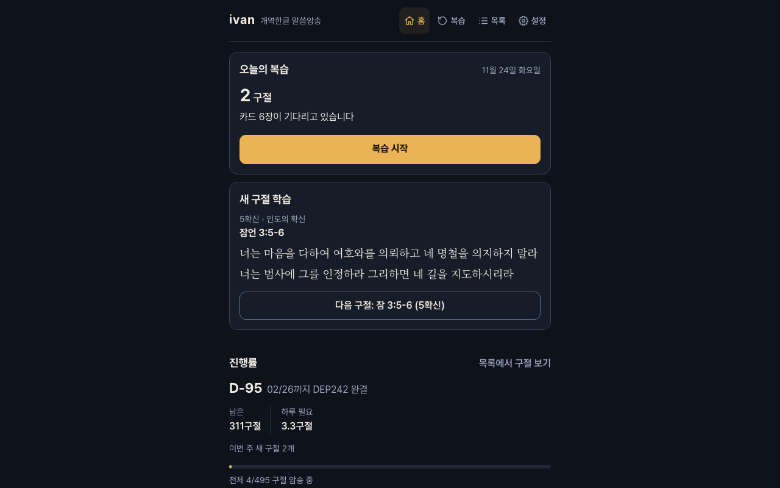 ivan 개역한글 말씀암송
홈 복습 목록 설정
오늘의 복습 11월 24일 화요일
2 구절
카드 6장이 기다리고 있습니다
복습 시작
새 구절 학습
5확신 · 인도의 확신
잠언 3:5-6
너는 마음을 다하여 여호와를 의뢰하고 네 명철을 의지하지 말라
너는 범사에 그를 인정하라 그리하면 네 길을 지도하시리라
다음 구절: 잠 3:5-6 (5확신)
진행률 목록에서 구절 보기
D-95 02/26까지 DEP242 완결
남은 하루 필요
311구절 3.3구절
이번 주 새 구절 2개
전체 4/495 구절 암송 중